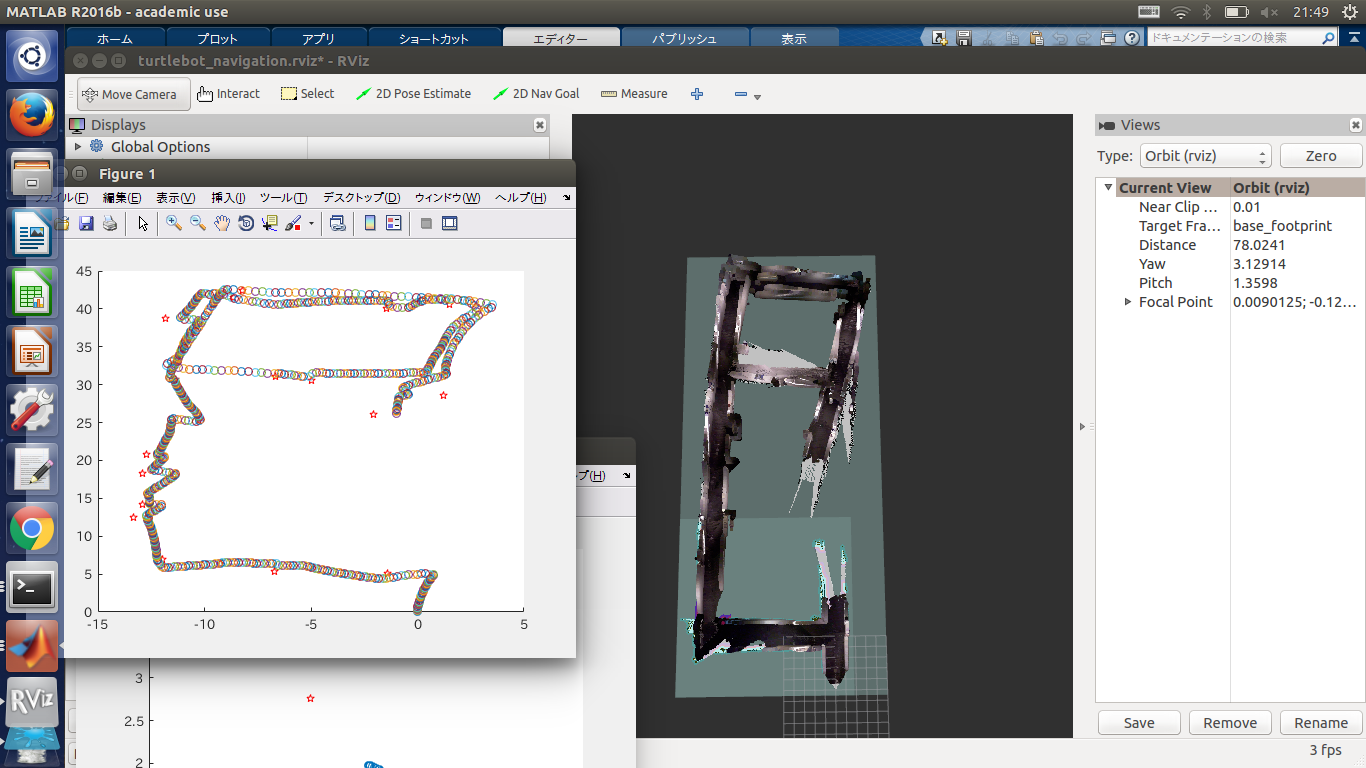 MATLAB R2016b - academic use
21:49
ホーム プロット アプリ ショートカット エディター パブリッシュ 表示
ドキュメンテーションの検索
turtlebot_navigation.rviz* - RViz
Move Camera Interact Select 2D Pose Estimate 2D Nav Goal Measure
Displays
Global Options
Figure 1
ファイル(F) 編集(E) 表示(V) 挿入(I) ツール(T) デスクトップ(D) ウィンドウ(W) ヘルプ(H)
45
40
35
30
25
20
15
10
5
0
-15 -10 -5 0 5
プ(H)
3
2.5
2
Views
Type: Orbit (rviz) Zero
Current View Orbit (rviz)
Near Clip ... 0.01
Target Fra... base_footprint
Distance 78.0241
Yaw 3.12914
Pitch 1.3598
Focal Point 0.0090125; -0.12...
Save Remove Rename
3 fps
RViz